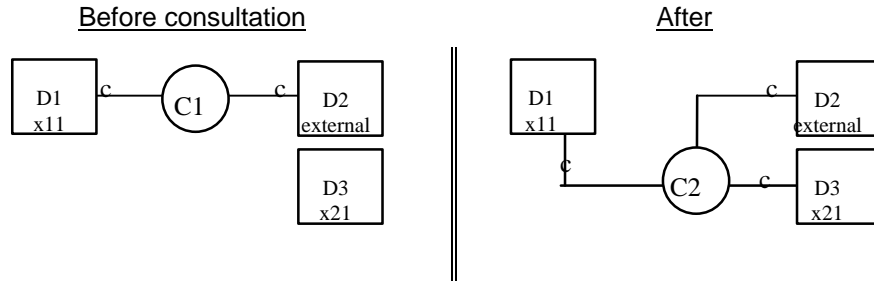 Before consultation
After
D1
x11
c
C1
c
D2
external
D3
x21
D1
x11
c
C2
c
D2
external
c
D3
x21